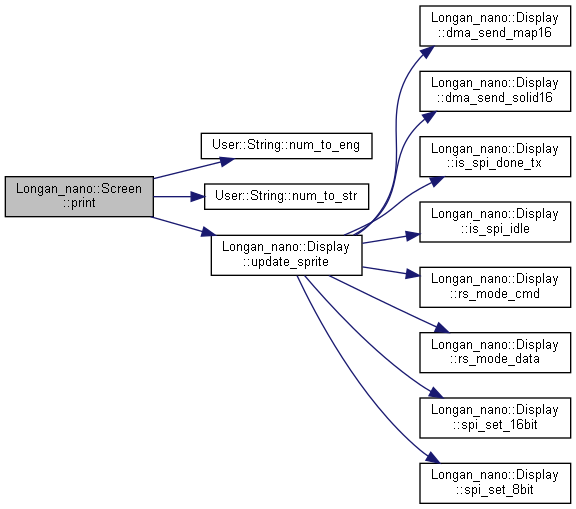 Longan_nano::Screen
::print
User::String::num_to_eng
User::String::num_to_str
Longan_nano::Display
::update_sprite
Longan_nano::Display
::dma_send_map16
Longan_nano::Display
::dma_send_solid16
Longan_nano::Display
::is_spi_done_tx
Longan_nano::Display
::is_spi_idle
Longan_nano::Display
::rs_mode_cmd
Longan_nano::Display
::rs_mode_data
Longan_nano::Display
::spi_set_16bit
Longan_nano::Display
::spi_set_8bit